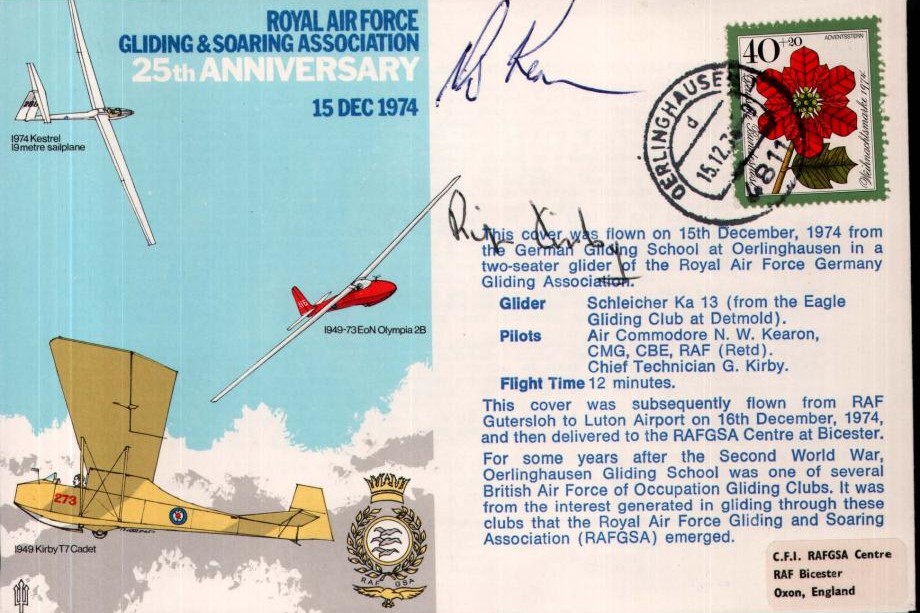 ROYAL AIR FORCE
GLIDING & SOARING ASSOCIATION
25th ANNIVERSARY
15 DEC 1974
1974 Kestrel
19 metre sailplane
116
1949-73 EoN Olympia 2B
273
1949 Kirby T7 Cadet
RAF GSA
40+20
ADVENTSSTERN
Weihnachtsmarke 1974
OERLINGHAUSEN
d
15.12.74
4811
This cover was flown on 15th December, 1974 from
the German Gliding School at Oerlinghausen in a
two-seater glider of the Royal Air Force Germany
Gliding Association.
Glider Schleicher Ka 13 (from the Eagle
Gliding Club at Detmold).
Pilots Air Commodore N. W. Kearon,
CMG, CBE, RAF (Retd).
Chief Technician G. Kirby.
Flight Time 12 minutes.
This cover was subsequently flown from RAF
Gutersloh to Luton Airport on 16th December, 1974,
and then delivered to the RAFGSA Centre at Bicester.
For some years after the Second World War,
Oerlinghausen Gliding School was one of several
British Air Force of Occupation Gliding Clubs. It was
from the interest generated in gliding through these
clubs that the Royal Air Force Gliding and Soaring
Association (RAFGSA) emerged.
C.F.I. RAFGSA Centre
RAF Bicester
Oxon, England